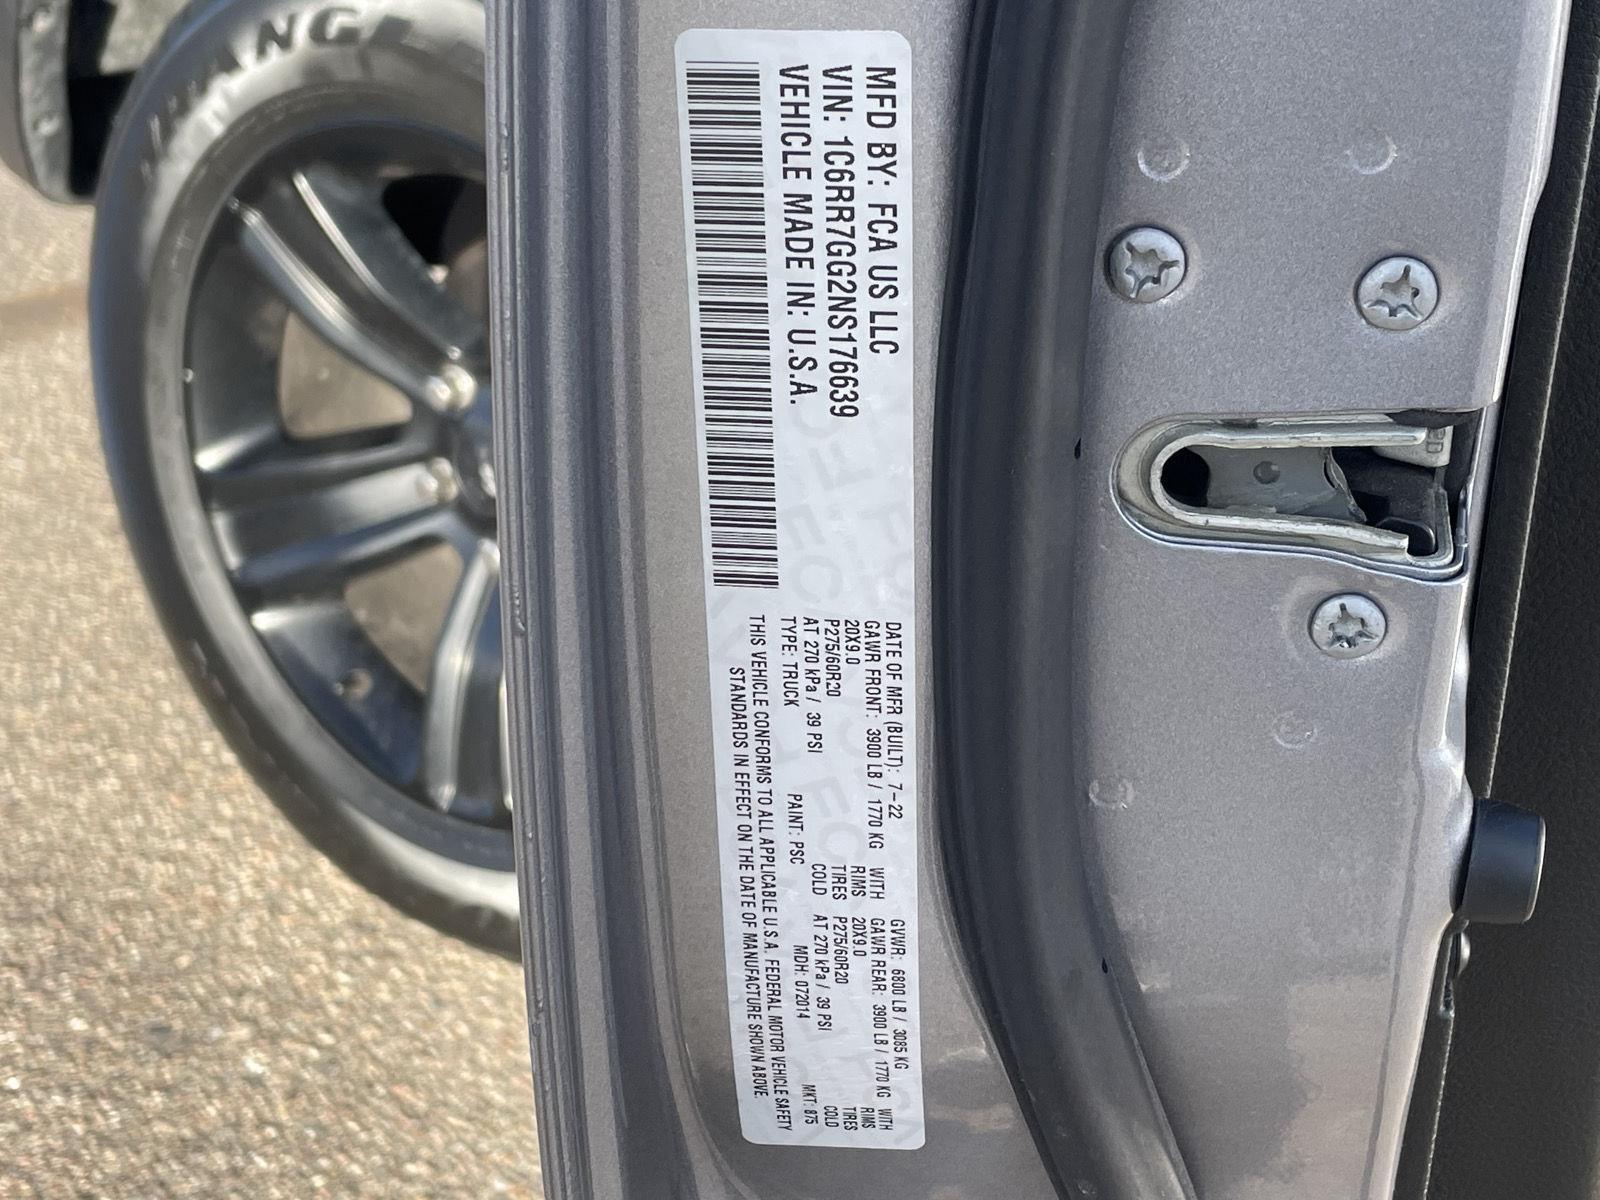 MFD BY: FCA US LLC
VIN: 1C6RR7GG2NS176639
VEHICLE MADE IN: U.S.A.
DATE OF MFR (BUILT): 7-22 GVWR: 6800 LB / 3085 KG
GAWR FRONT: 3900 LB / 1770 KG WITH GAWR REAR: 3900 LB / 1770 KG WITH
20X9.0 RIMS 20X9.0 RIMS
P275/60R20 TIRES P275/60R20 TIRES
AT 270 kPa / 39 PSI COLD AT 270 kPa / 39 PSI COLD
TYPE: TRUCK PAINT: PSC MDH: 072014 MKT: 875
THIS VEHICLE CONFORMS TO ALL APPLICABLE U.S.A. FEDERAL MOTOR VEHICLE SAFETY
STANDARDS IN EFFECT ON THE DATE OF MANUFACTURE SHOWN ABOVE.